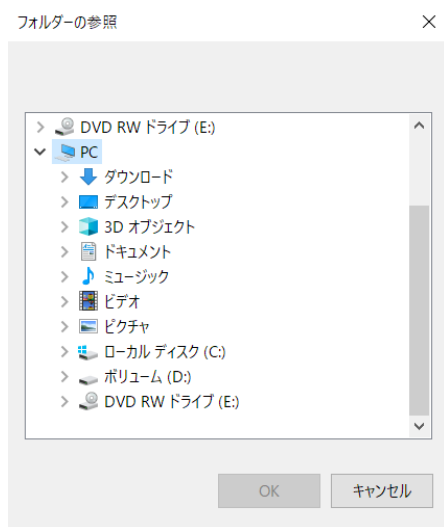 フォルダーの参照
DVD RW ドライブ (E:)
PC
ダウンロード
デスクトップ
3D オブジェクト
ドキュメント
ミュージック
ビデオ
ピクチャ
ローカル ディスク (C:)
ボリューム (D:)
DVD RW ドライブ (E:)
OK キャンセル